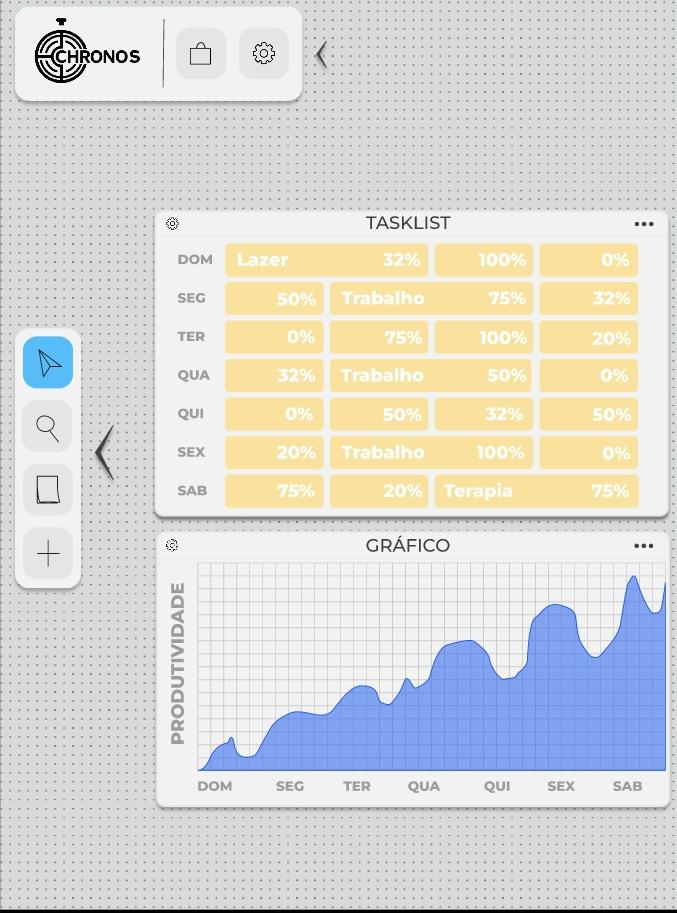 CHRONOS
TASKLIST
DOM Lazer 32% 100% 0%
SEG 50% Trabalho 75% 32%
TER 0% 75% 100% 20%
QUA 32% Trabalho 50% 0%
QUI 0% 50% 32% 50%
SEX 20% Trabalho 100% 0%
SAB 75% 20% Terapia 75%
GRÁFICO
PRODUTIVIDADE
DOM SEG TER QUA QUI SEX SAB